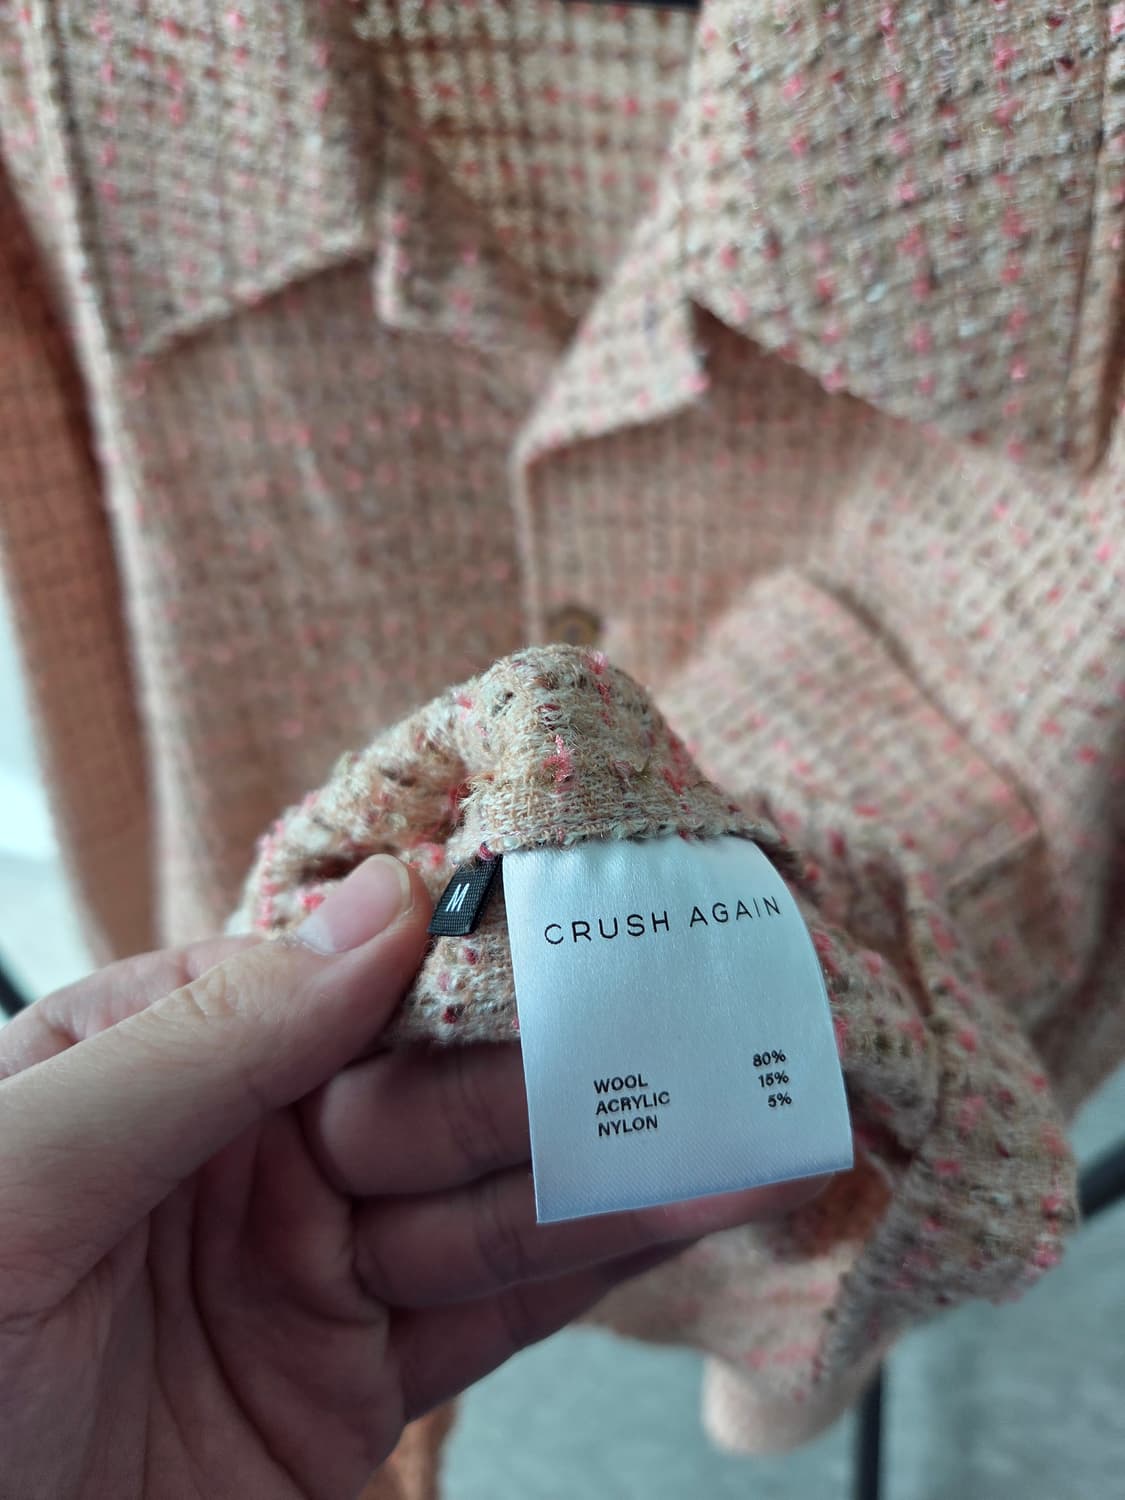 M
CRUSH AGAIN
WOOL 80%
ACRYLIC 15%
NYLON 5%